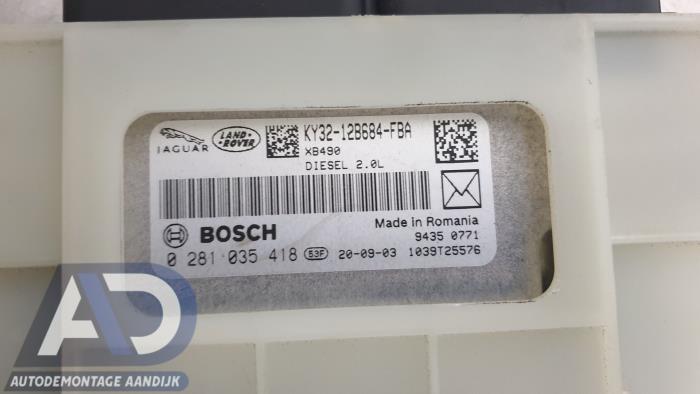 JAGUAR
LAND-
ROVER
KY32-12B684-FBA
XB490
DIESEL 2.0L
BOSCH
Made in Romania
9435 0771
0 281 035 418 53F 20-09-03 1039T25576
AD
AUTODEMONTAGE AANDIJK